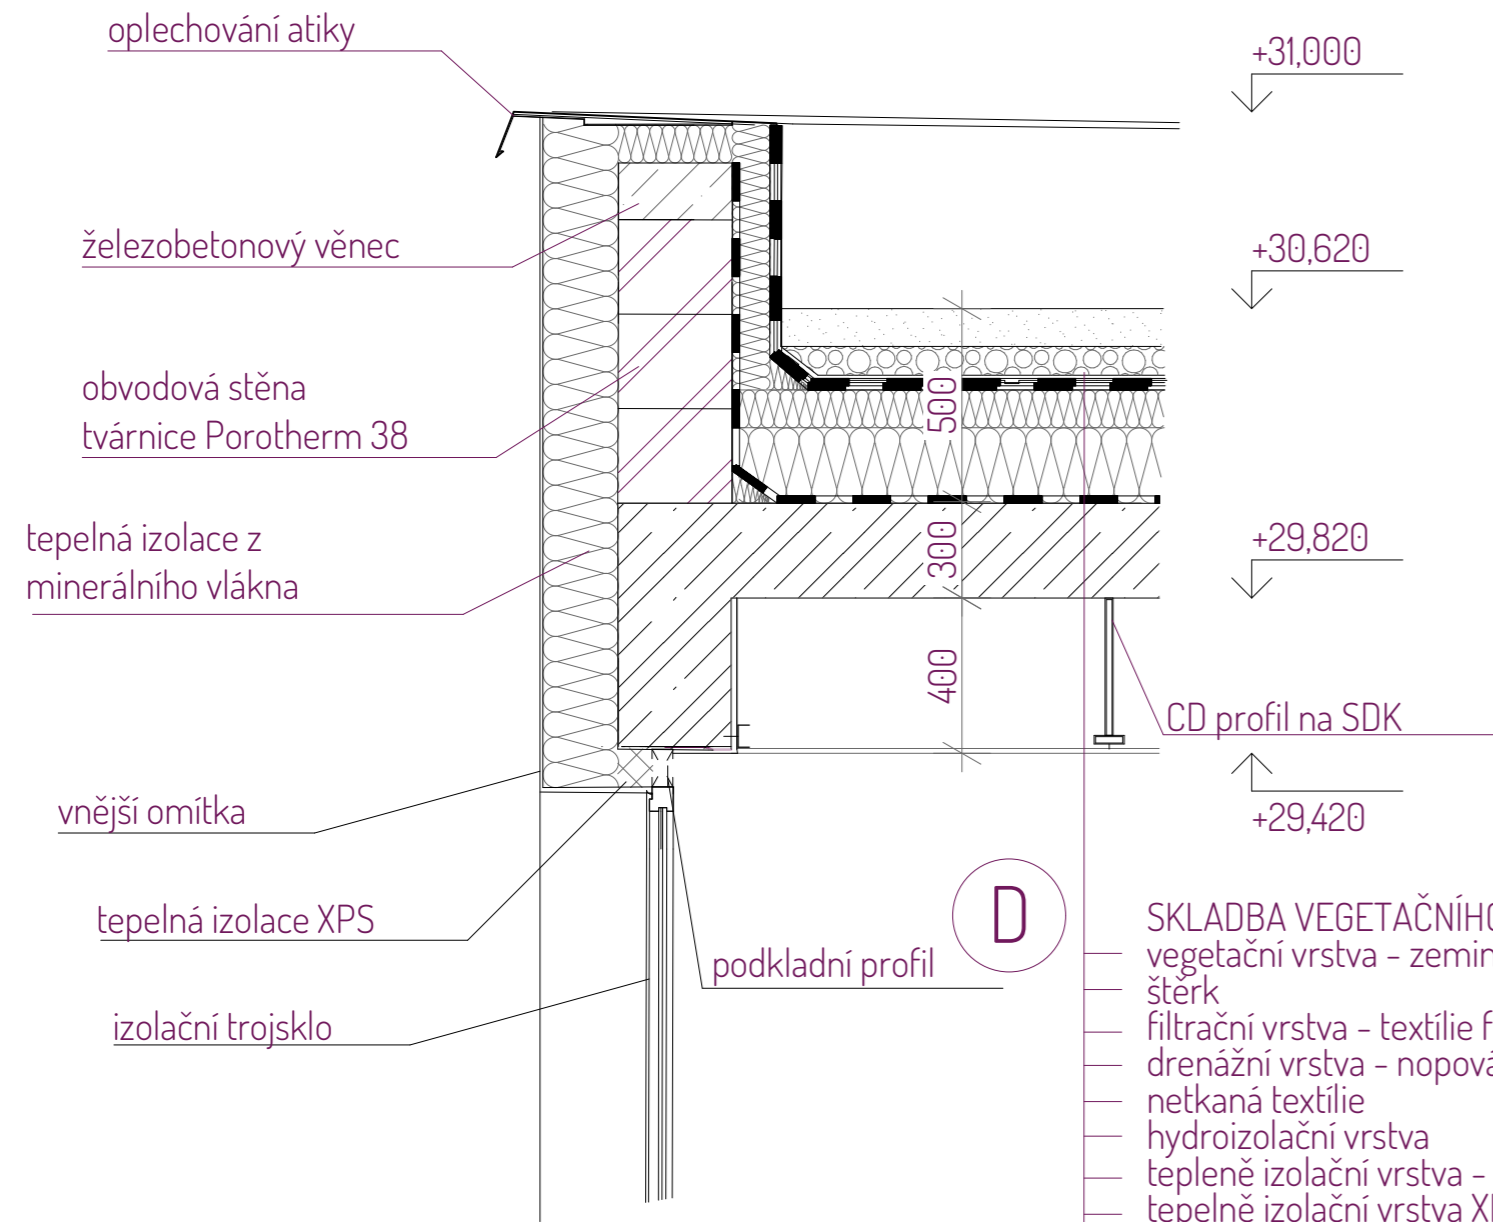 oplechování atiky
+31,000
železobetonový věnec
+30,620
obvodová stěna
tvárnice Porotherm 38
500
tepelná izolace z
minerálního vlákna
300
+29,820
400
CD profil na SDK
vnější omítka
+29,420
tepelná izolace XPS
podkladní profil
izolační trojsklo
D
SKLADBA VEGETAČNÍHO
vegetační vrstva - zemin
štěrk
filtrační vrstva - textílie f
drenážní vrstva - nopová
netkaná textílie
hydroizolační vrstva
tepleně izolační vrstva -
tepelně izolační vrstva XP